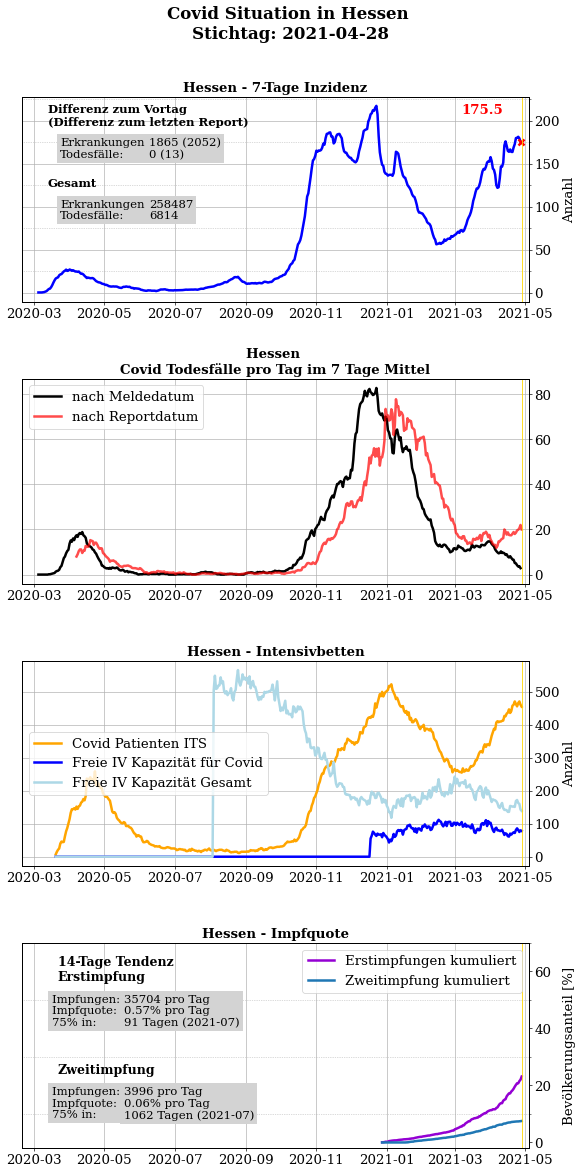 Covid Situation in Hessen
Stichtag: 2021-04-28
Hessen - 7-Tage Inzidenz
Differenz zum Vortag
(Differenz zum letzten Report)
175.5
Erkrankungen 1865 (2052)
Todesfälle: 0 (13)
Gesamt
Erkrankungen 258487
Todesfälle: 6814
200
150
100
50
0
Anzahl
2020-03 2020-05 2020-07 2020-09 2020-11 2021-01 2021-03 2021-05
Hessen
Covid Todesfälle pro Tag im 7 Tage Mittel
nach Meldedatum
nach Reportdatum
80
60
40
20
0
2020-03 2020-05 2020-07 2020-09 2020-11 2021-01 2021-03 2021-05
Hessen - Intensivbetten
Covid Patienten ITS
Freie IV Kapazität für Covid
Freie IV Kapazität Gesamt
500
400
300
200
100
0
Anzahl
2020-03 2020-05 2020-07 2020-09 2020-11 2021-01 2021-03 2021-05
Hessen - Impfquote
14-Tage Tendenz
Erstimpfung
Impfungen: 35704 pro Tag
Impfquote: 0.57% pro Tag
75% in: 91 Tagen (2021-07)
Zweitimpfung
Impfungen: 3996 pro Tag
Impfquote: 0.06% pro Tag
75% in: 1062 Tagen (2021-07)
Erstimpfungen kumuliert
Zweitimpfung kumuliert
60
40
20
0
Bevölkerungsanteil [%]
2020-03 2020-05 2020-07 2020-09 2020-11 2021-01 2021-03 2021-05